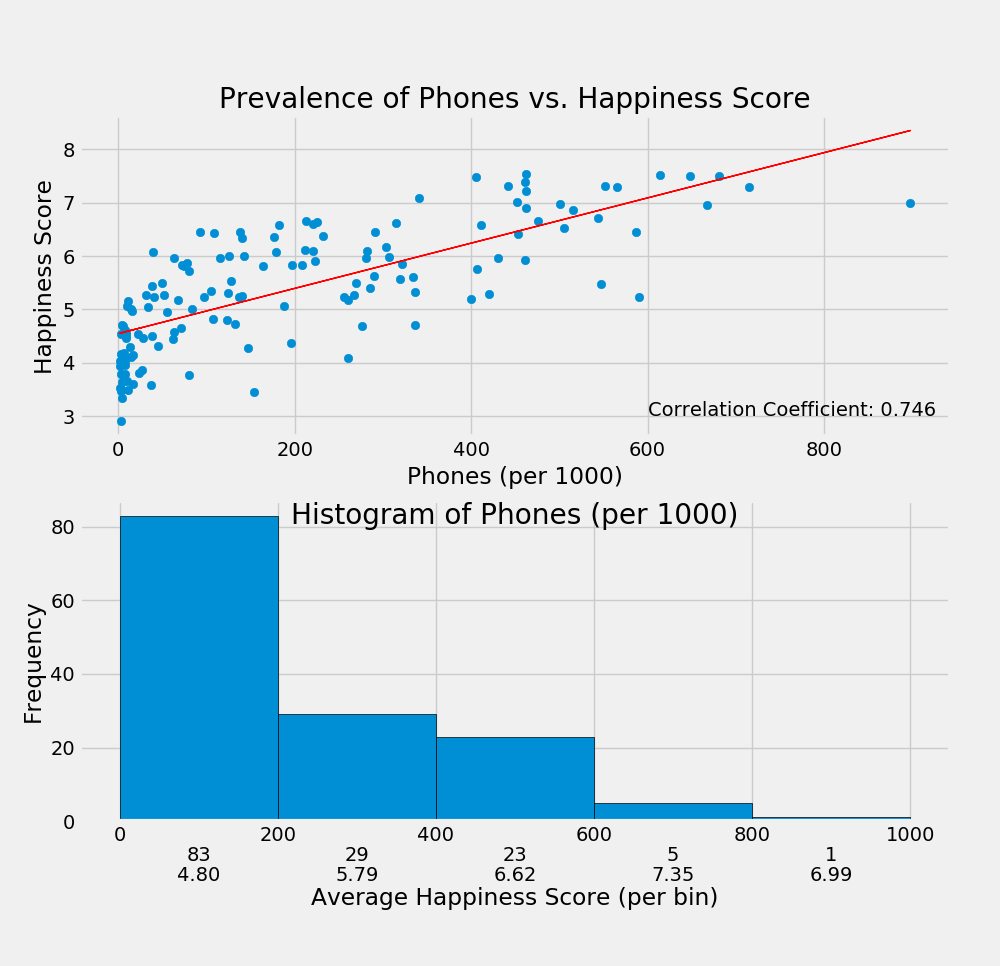 Prevalence of Phones vs. Happiness Score
8
7
6
5
4
3
Happiness Score
Correlation Coefficient: 0.746
0 200 400 600 800
Phones (per 1000)
Histogram of Phones (per 1000)
80
60
40
20
0
Frequency
0 200 400 600 800 1000
83 29 23 5 1
4.80 5.79 6.62 7.35 6.99
Average Happiness Score (per bin)